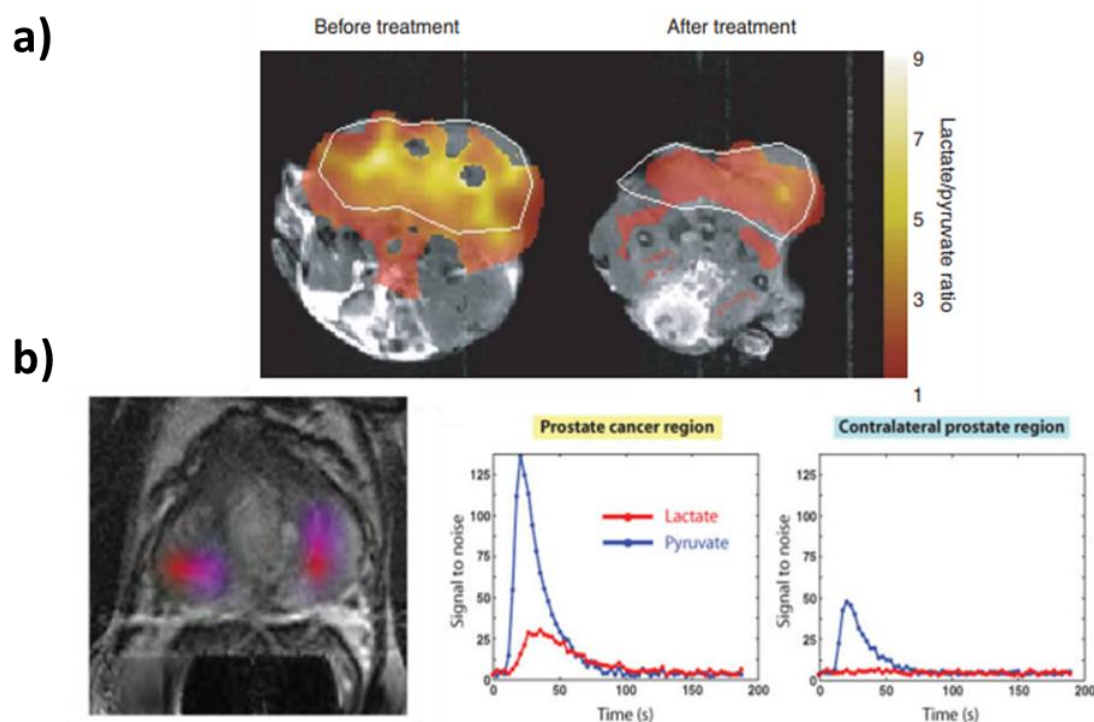 a)
Before treatment
After treatment
9
7
5
3
1
Lactate/pyruvate ratio
b)
Prostate cancer region
Contralateral prostate region
Signal to noise
125
100
75
50
25
0
0
50
100
150
200
Time (s)
Lactate
Pyruvate
Signal to noise
125
100
75
50
25
0
0
50
100
150
200
Time (s)